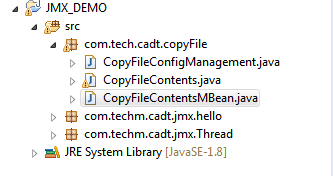 JMX_DEMO
src
com.tech.cadt.copyFile
CopyFileConfigManagement.java
CopyFileContents.java
CopyFileContentsMBean.java
com.techm.cadt.jmx.hello
com.techm.cadt.jmx.Thread
JRE System Library [JavaSE-1.8]